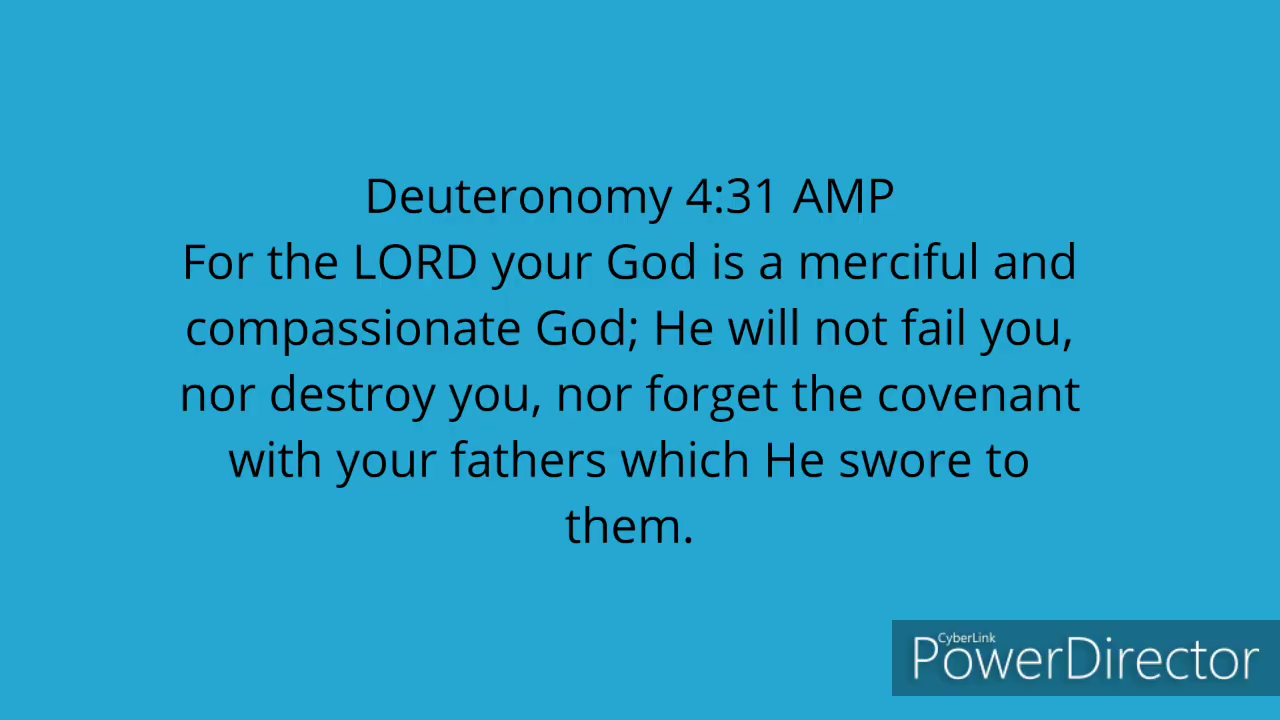 Deuteronomy 4:31 AMP
For the LORD your God is a merciful and
compassionate God; He will not fail you,
nor destroy you, nor forget the covenant
with your fathers which He swore to
them.
CyberLink
PowerDirector